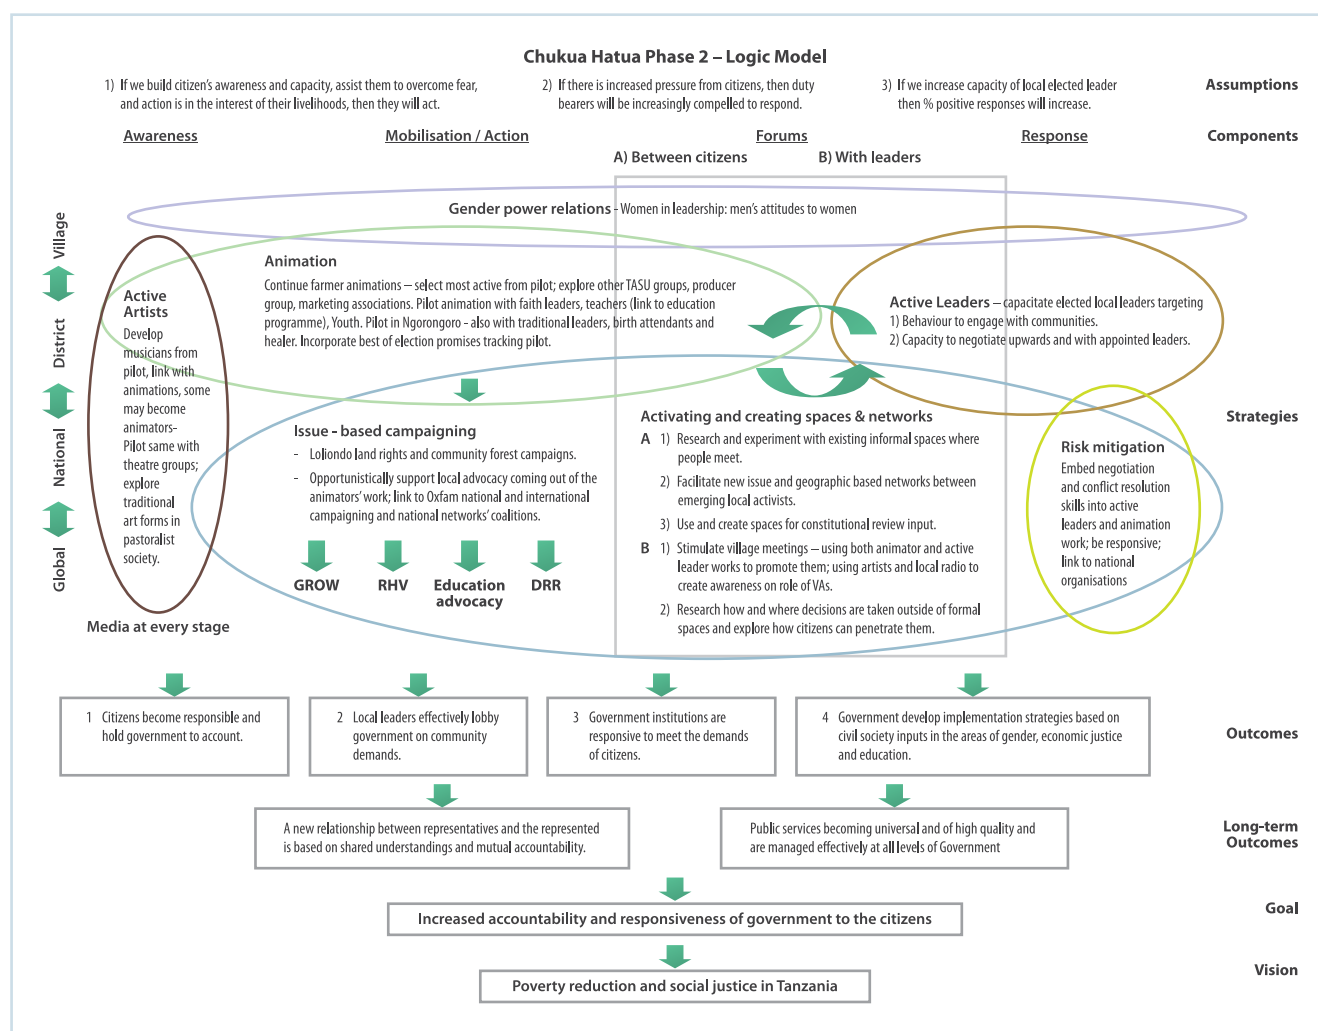 Chukua Hatua Phase 2 – Logic Model
1) If we build citizen's awareness and capacity, assist them to overcome fear,
and action is in the interest of their livelihoods, then they will act.
2) If there is increased pressure from citizens, then duty
bearers will be increasingly compelled to respond.
3) If we increase capacity of local elected leader
then % positive responses will increase.
Assumptions
Awareness
Mobilisation / Action
Forums
Response
Components
A) Between citizens
B) With leaders
Gender power relations - Women in leadership: men's attitudes to women
Village
District
National
Global
Active
Artists
Develop
musicians from
pilot, link with
animations, some
may become
animators-
Pilot same with
theatre groups;
explore
traditional
art forms in
pastoralist
society.
Media at every stage
Animation
Continue farmer animations – select most active from pilot; explore other TASU groups, producer
group, marketing associations. Pilot animation with faith leaders, teachers (link to education
programme), Youth. Pilot in Ngorongoro - also with traditional leaders, birth attendants and
healer. Incorporate best of election promises tracking pilot.
Active Leaders – capacitate elected local leaders targeting
1) Behaviour to engage with communities.
2) Capacity to negotiate upwards and with appointed leaders.
Strategies
Issue - based campaigning
- Loliondo land rights and community forest campaigns.
- Opportunistically support local advocacy coming out of the
animators' work; link to Oxfam national and international
campaigning and national networks' coalitions.
GROW
RHV
Education
advocacy
DRR
Activating and creating spaces & networks
A 1) Research and experiment with existing informal spaces where
people meet.
2) Facilitate new issue and geographic based networks between
emerging local activists.
3) Use and create spaces for constitutional review input.
B 1) Stimulate village meetings – using both animator and active
leader works to promote them; using artists and local radio to
create awareness on role of VAs.
2) Research how and where decisions are taken outside of formal
spaces and explore how citizens can penetrate them.
Risk mitigation
Embed negotiation
and conflict resolution
skills into active
leaders and animation
work; be responsive;
link to national
organisations
1 Citizens become responsible and
hold government to account.
2 Local leaders effectively lobby
government on community
demands.
3 Government institutions are
responsive to meet the demands
of citizens.
4 Government develop implementation strategies based on
civil society inputs in the areas of gender, economic justice
and education.
Outcomes
A new relationship between representatives and the represented
is based on shared understandings and mutual accountability.
Public services becoming universal and of high quality and
are managed effectively at all levels of Government
Long-term
Outcomes
Increased accountability and responsiveness of government to the citizens
Goal
Poverty reduction and social justice in Tanzania
Vision